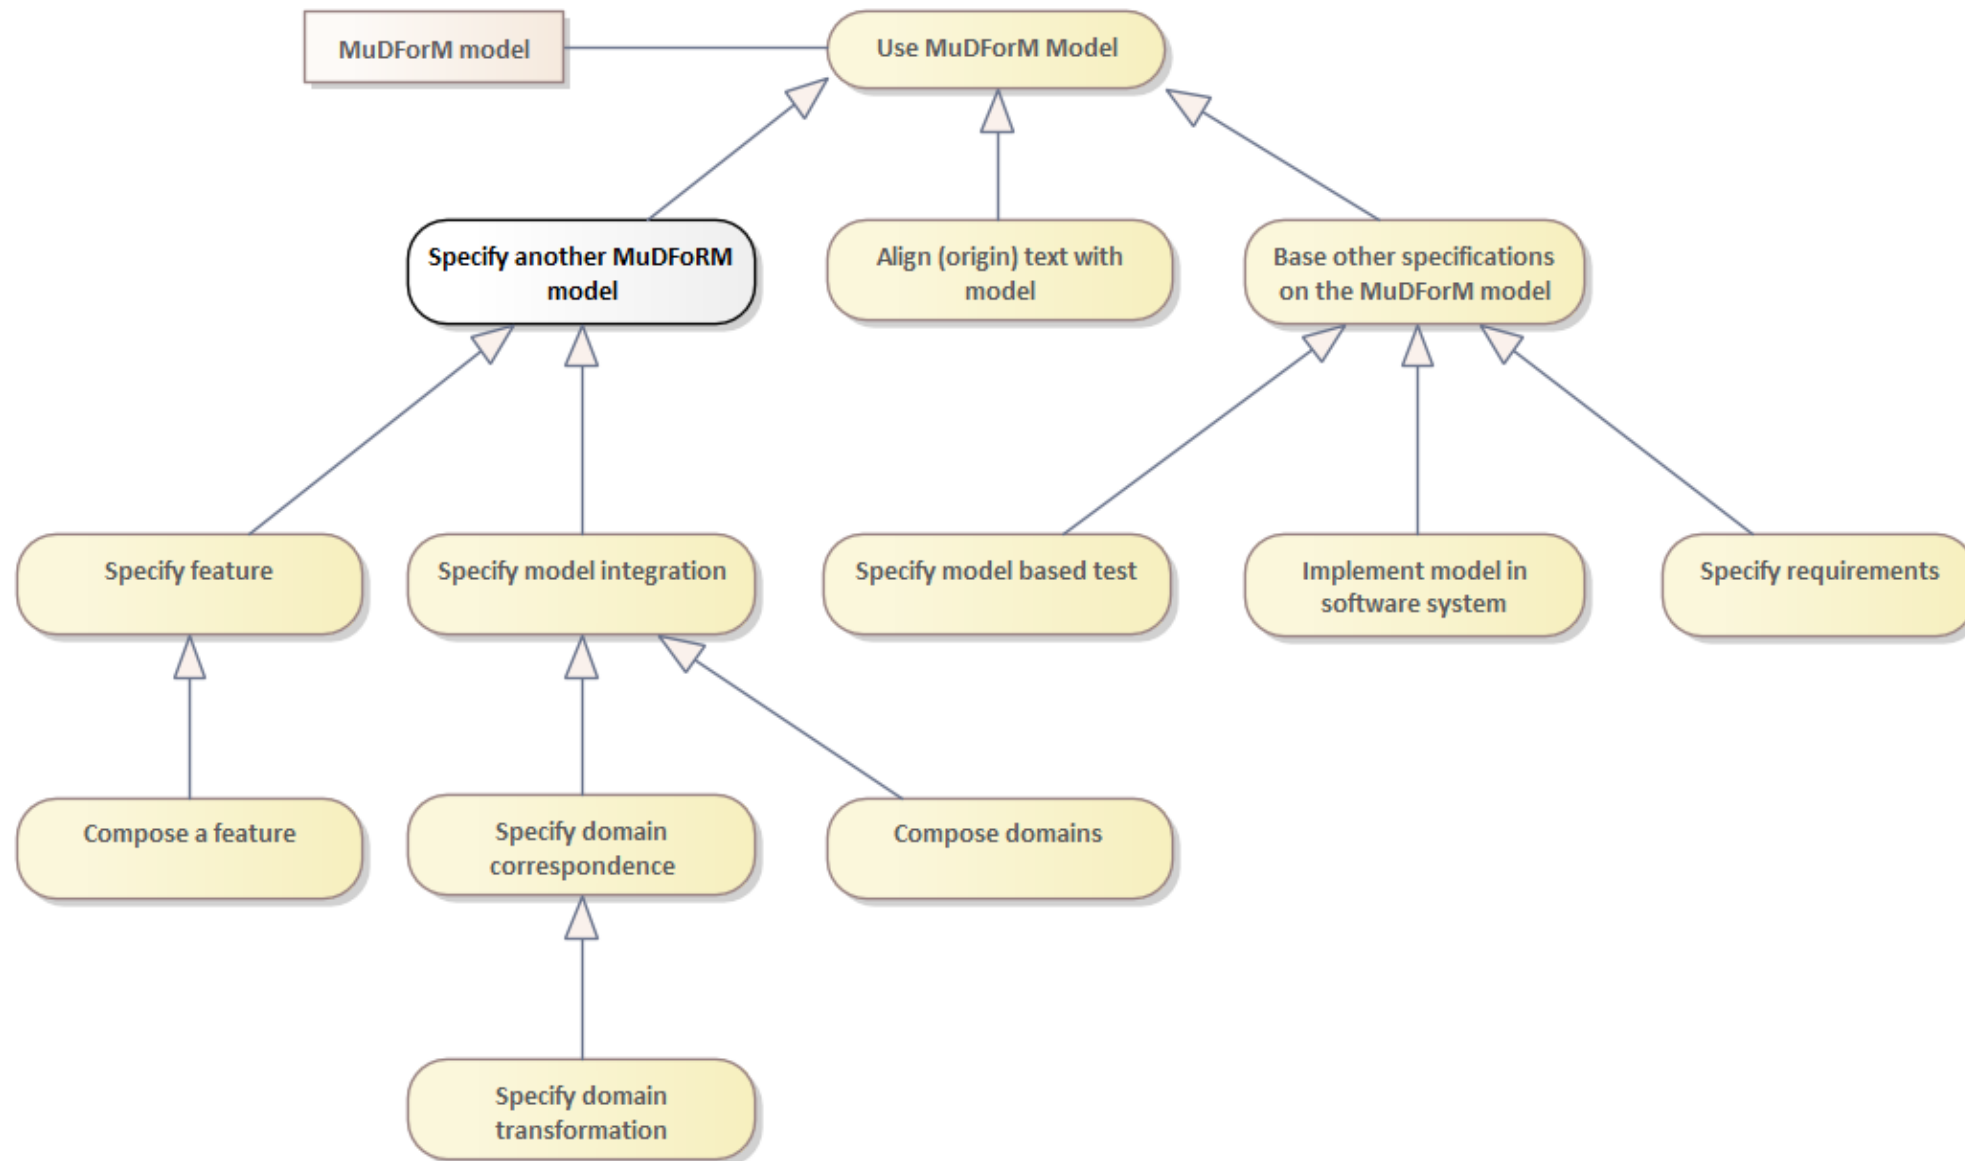 MuDForM model
Use MuDForM Model
Specify another MuDFoRM
model
Align (origin) text with
model
Base other specifications
on the MuDForM model
Specify feature
Specify model integration
Specify model based test
Implement model in
software system
Specify requirements
Compose a feature
Specify domain
correspondence
Compose domains
Specify domain
transformation